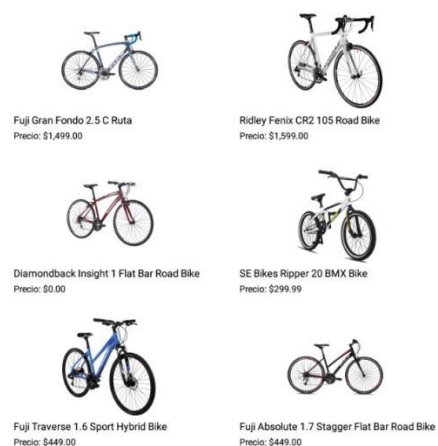 Fuji Gran Fondo 2.5 C Ruta
Precio: $1,499.00
Ridley Fenix CR2 105 Road Bike
Precio: $1,599.00
Diamondback Insight 1 Flat Bar Road Bike
Precio: $0.00
SE Bikes Ripper 20 BMX Bike
Precio: $299.99
Fuji Traverse 1.6 Sport Hybrid Bike
Precio: $449.00
Fuji Absolute 1.7 Stagger Flat Bar Road Bike
Precio: $449.00